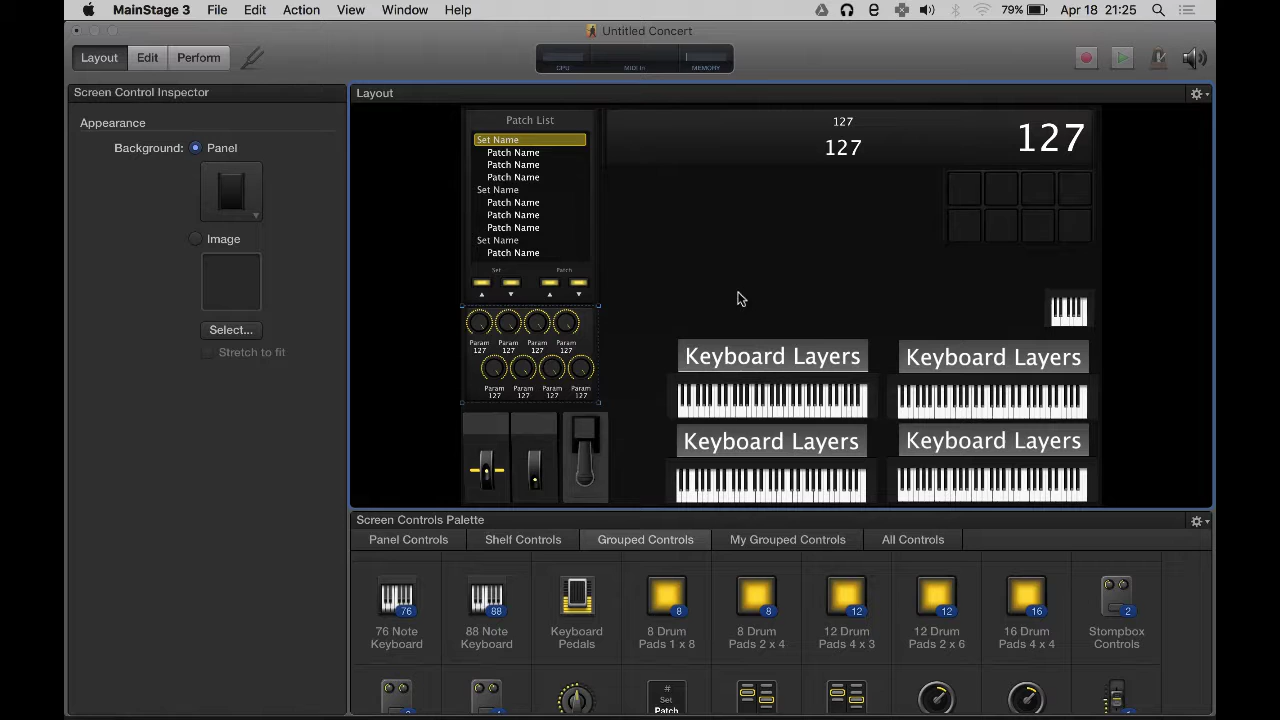 MainStage 3 File Edit Action View Window Help 79% Apr 18 21:25
Untitled Concert
Layout Edit Perform
CPU MIDI IN MEMORY
Screen Control Inspector
Appearance
Background: Panel
Image
Select...
Stretch to fit
Layout
Patch List
Set Name
Patch Name
Patch Name
Patch Name
Set Name
Patch Name
Patch Name
Patch Name
Set Name
Patch Name
Set Patch
127
127
127
Param Param Param Param
127 127 127 127
Param Param Param Param
127 127 127 127
Keyboard Layers Keyboard Layers
Keyboard Layers Keyboard Layers
Screen Controls Palette
Panel Controls Shelf Controls Grouped Controls My Grouped Controls All Controls
76 88 8 8 12 12 16 2
76 Note Keyboard
88 Note Keyboard
Keyboard Pedals
8 Drum Pads 1 x 8
8 Drum Pads 2 x 4
12 Drum Pads 4 x 3
12 Drum Pads 2 x 6
16 Drum Pads 4 x 4
Stompbox Controls
#
Set
Patch